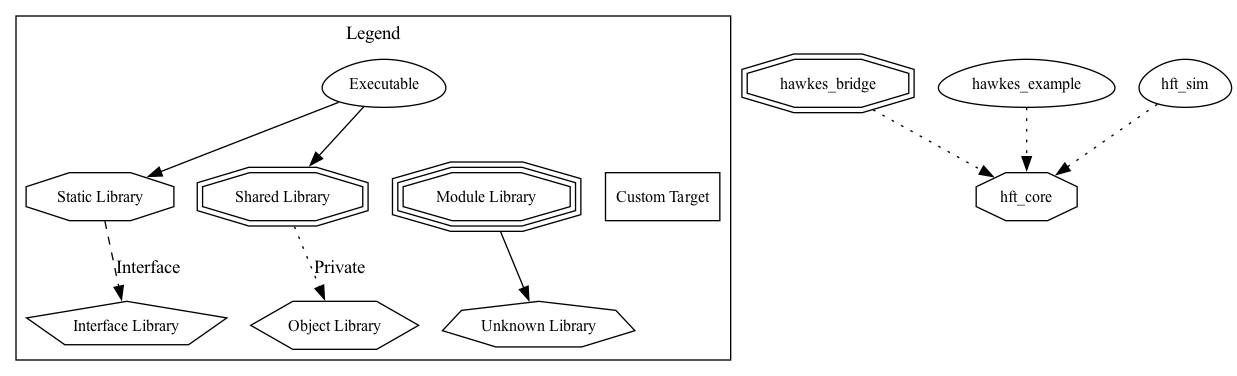 Legend
Executable
Static Library
Shared Library
Module Library
Custom Target
Interface
Private
Interface Library
Object Library
Unknown Library
hawkes_bridge
hawkes_example
hft_sim
hft_core